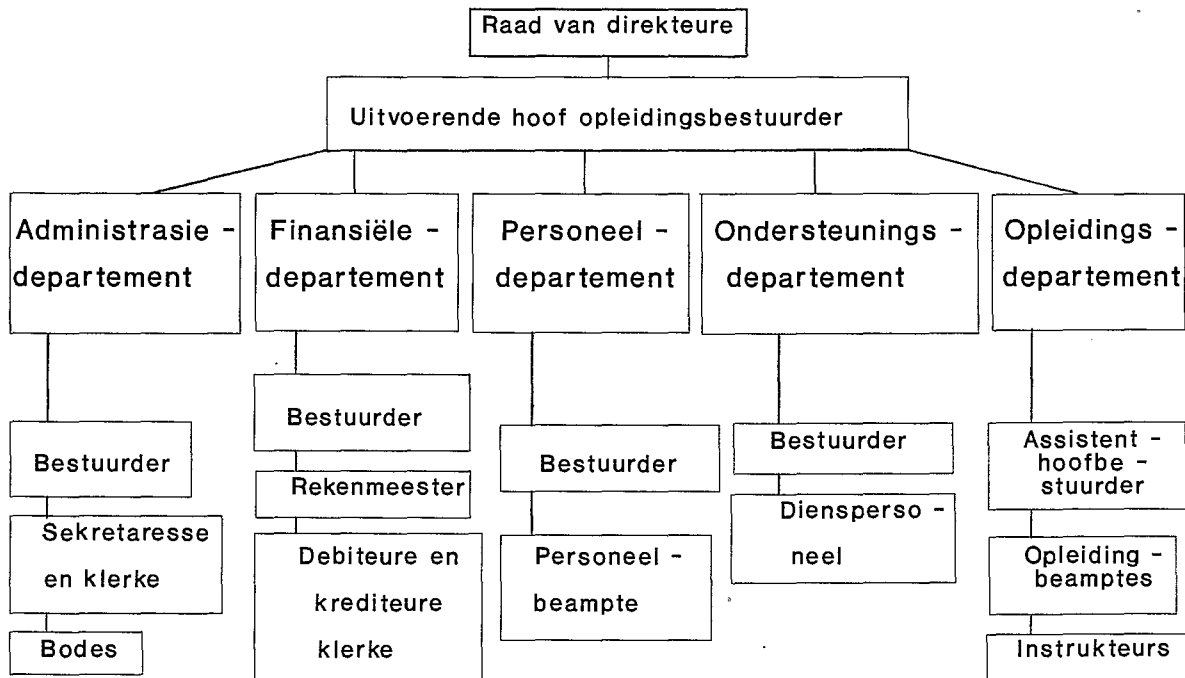 Raad van direkteure
Uitvoerende hoof opleidingsbestuurder
Administrasie -
departement
Finansiële -
departement
Personeel -
departement
Ondersteunings -
departement
Opleidings -
departement
Bestuurder
Sekretaresse
en klerke
Bodes
Bestuurder
Rekenmeester
Debiteure en
krediteure
klerke
Bestuurder
Personeel -
beampte
Bestuurder
Diensperso -
neel
Assistent -
hoofbe -
stuurder
Opleiding -
beamptes
Instrukteurs